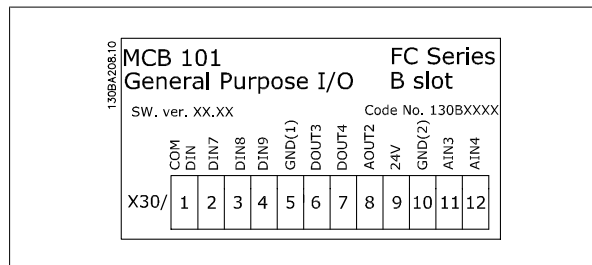 130BA208.10
MCB 101 FC Series
General Purpose I/O B slot
SW. ver. XX.XX Code No. 130BXXXX
COM DIN DIN7 DIN8 DIN9 GND(1) DOUT3 DOUT4 AOUT2 24V GND(2) AIN3 AIN4
X30/ 1 2 3 4 5 6 7 8 9 10 11 12